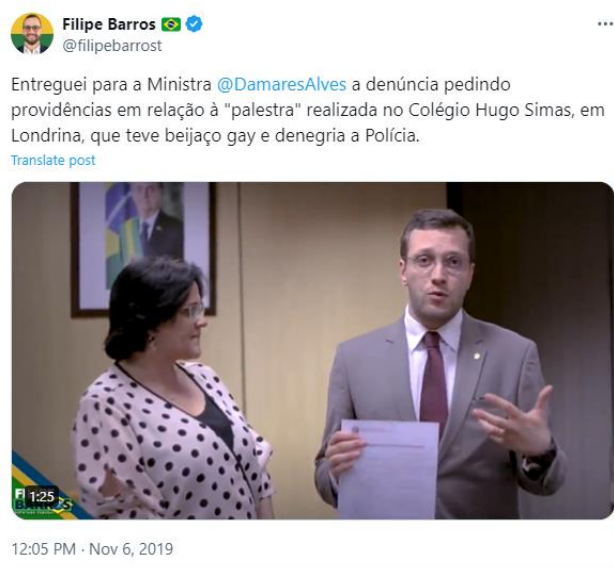 Filipe Barros
@filipebarrost
Entreguei para a Ministra @DamaresAlves a denúncia pedindo
providências em relação à "palestra" realizada no Colégio Hugo Simas, em
Londrina, que teve beijaço gay e denegria a Polícia.
Translate post
1:25
12:05 PM · Nov 6, 2019